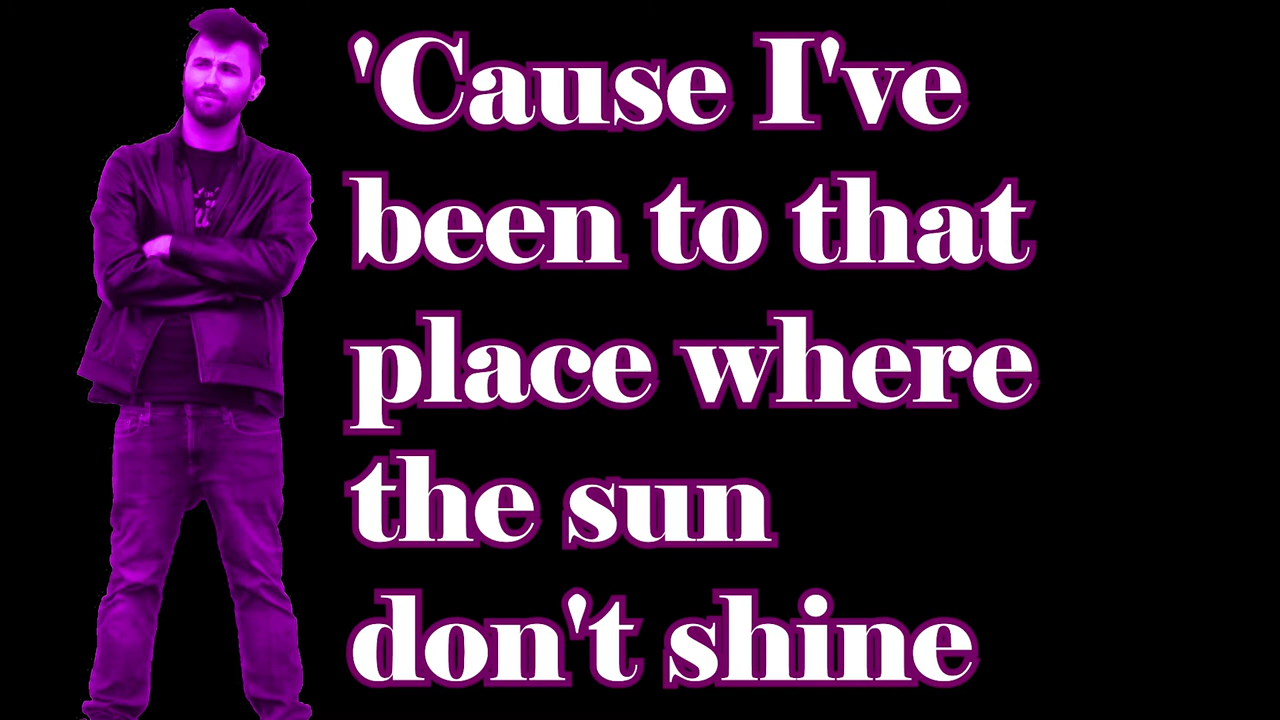 'Cause I've
been to that
place where
the sun
don't shine